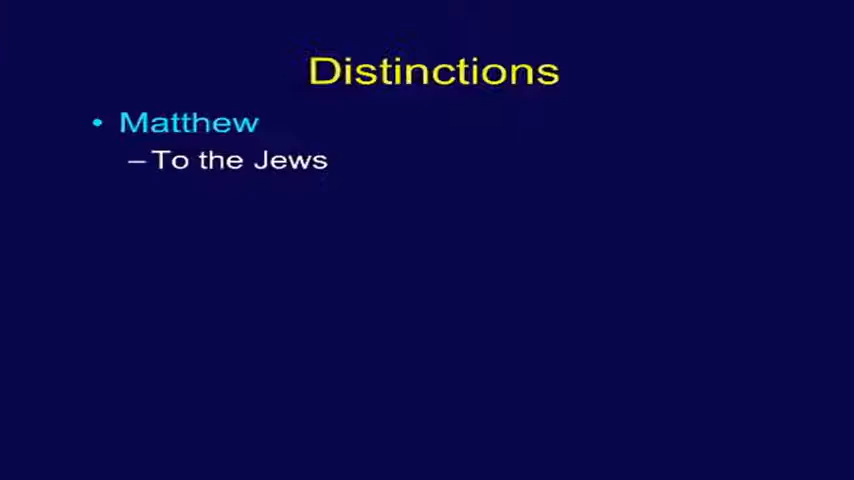 Distinctions
• Matthew
– To the Jews